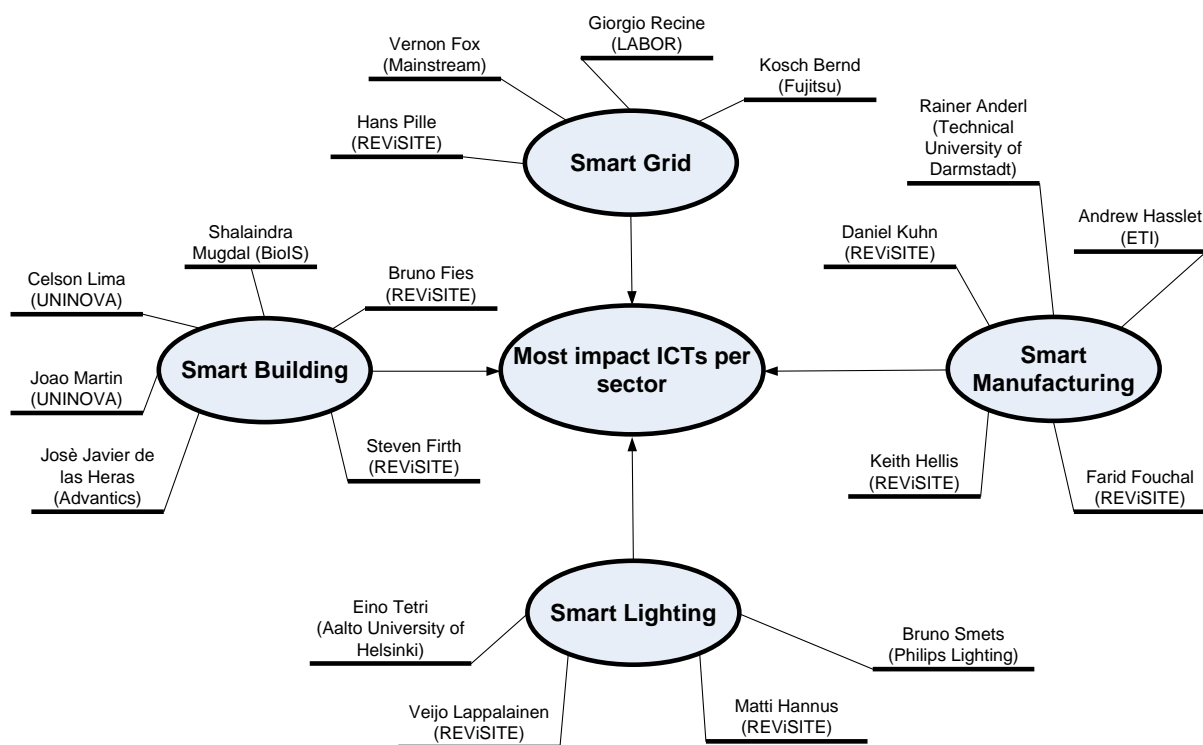 Giorgio Recine
(LABOR)
Vernon Fox
(Mainstream)
Kosch Bernd
(Fujitsu)
Hans Pille
(REViSITE)
Smart Grid
Rainer Anderl
(Technical
University of
Darmstadt)
Andrew Hasslet
(ETI)
Daniel Kuhn
(REViSITE)
Shalaindra
Mugdal (BioIS)
Celson Lima
(UNINOVA)
Bruno Fies
(REViSITE)
Smart Building
Most impact ICTs per
sector
Smart
Manufacturing
Joao Martin
(UNINOVA)
Josè Javier de
las Heras
(Advantics)
Steven Firth
(REViSITE)
Keith Hellis
(REViSITE)
Farid Fouchal
(REViSITE)
Smart Lighting
Eino Tetri
(Aalto University of
Helsinki)
Bruno Smets
(Philips Lighting)
Veijo Lappalainen
(REViSITE)
Matti Hannus
(REViSITE)